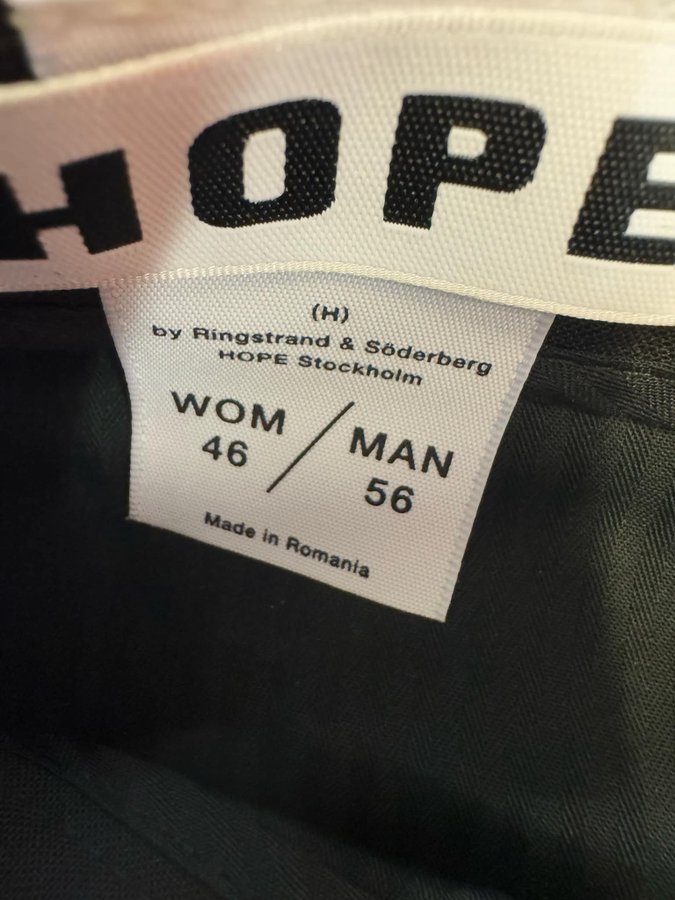 HOPE
(H)
by Ringstrand & Söderberg
HOPE Stockholm
WOM / MAN
46 56
Made in Romania